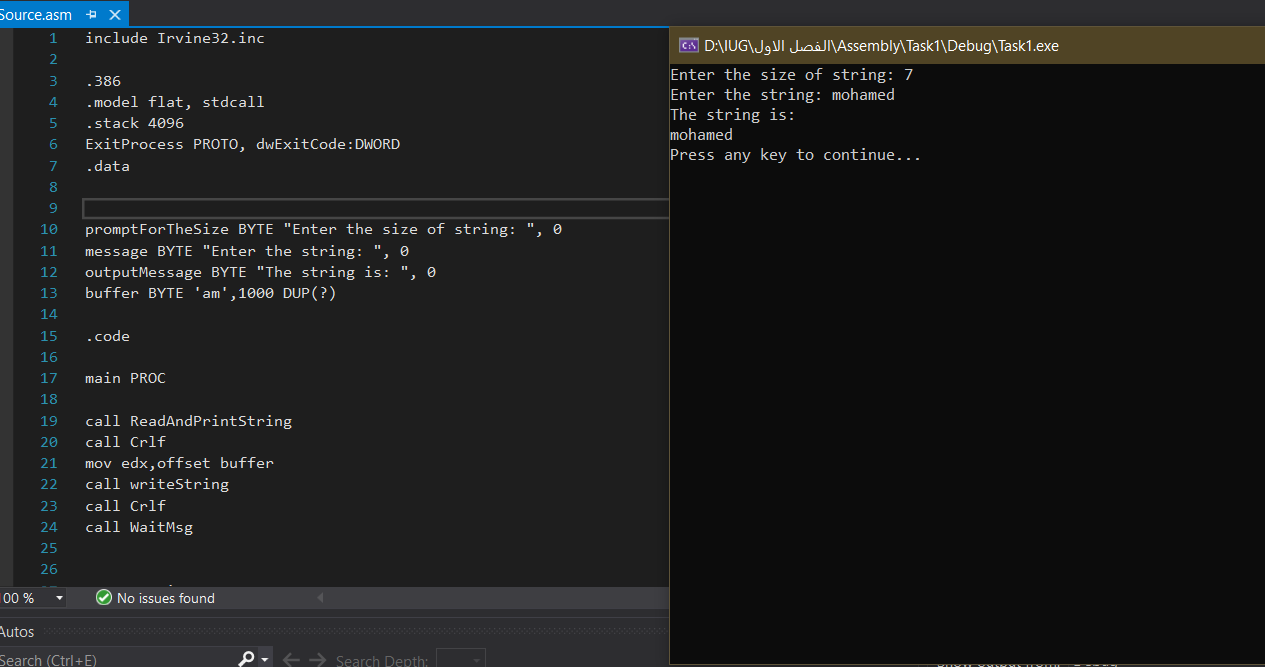 Source.asm
1 include Irvine32.inc
2
3 .386
4 .model flat, stdcall
5 .stack 4096
6 ExitProcess PROTO, dwExitCode:DWORD
7 .data
8
9
10 promptForTheSize BYTE "Enter the size of string: ", 0
11 message BYTE "Enter the string: ", 0
12 outputMessage BYTE "The string is: ", 0
13 buffer BYTE 'am',1000 DUP(?)
14
15 .code
16
17 main PROC
18
19 call ReadAndPrintString
20 call Crlf
21 mov edx,offset buffer
22 call writeString
23 call Crlf
24 call WaitMsg
25
26
00 %
No issues found
Autos
Search (Ctrl+E)
Search Depth:
D:\IUG\الفصل الاول\Assembly\Task1\Debug\Task1.exe
Enter the size of string: 7
Enter the string: mohamed
The string is:
mohamed
Press any key to continue...